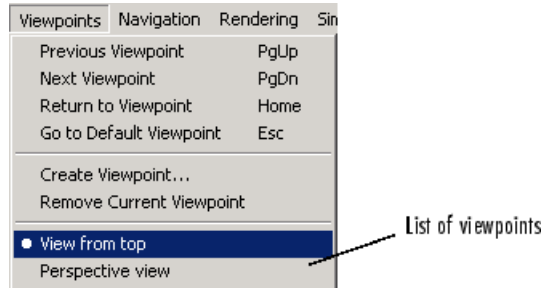 Viewpoints Navigation Rendering Sin
Previous Viewpoint PgUp
Next Viewpoint PgDn
Return to Viewpoint Home
Go to Default Viewpoint Esc
Create Viewpoint...
Remove Current Viewpoint
View from top
Perspective view
List of viewpoints